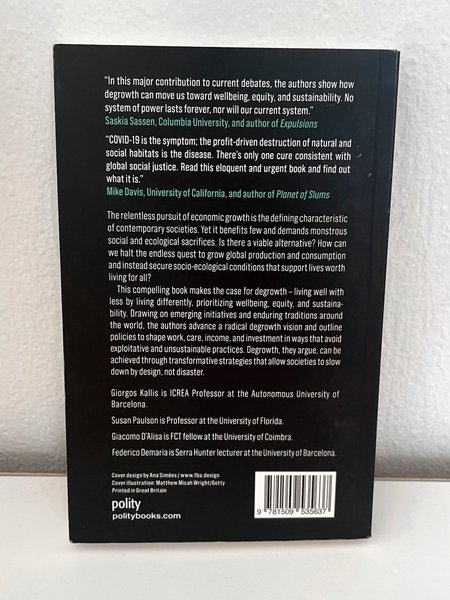 “In this major contribution to current debates, the authors show how
degrowth can move us toward wellbeing, equity, and sustainability. No
system of power lasts forever, nor will our current system.”
Saskia Sassen, Columbia University, and author of Expulsions
“COVID-19 is the symptom; the profit-driven destruction of natural and
social habitats is the disease. There’s only one cure consistent with
global social justice. Read this eloquent and urgent book and find out
what it is.”
Mike Davis, University of California, and author of Planet of Slums
The relentless pursuit of economic growth is the defining characteristic
of contemporary societies. Yet it benefits few and demands monstrous
social and ecological sacrifices. Is there a viable alternative? How can
we halt the endless quest to grow global production and consumption
and instead secure socio-ecological conditions that support lives worth
living for all?
This compelling book makes the case for degrowth – living well with
less by living differently, prioritizing wellbeing, equity, and sustaina-
bility. Drawing on emerging initiatives and enduring traditions around
the world, the authors advance a radical degrowth vision and outline
policies to shape work, care, income, and investment in ways that avoid
exploitative and unsustainable practices. Degrowth, they argue, can be
achieved through transformative strategies that allow societies to slow
down by design, not disaster.
Giorgos Kallis is ICREA Professor at the Autonomous University of
Barcelona.
Susan Paulson is Professor at the University of Florida.
Giacomo D’Alisa is FCT fellow at the University of Coimbra.
Federico Demaria is Serra Hunter lecturer at the University of Barcelona.
Cover design by Ana Simões / www.fba.design
Cover illustration: Matthew Micah Wright/Getty
Printed in Great Britain
polity
politybooks.com
9 781509 535637